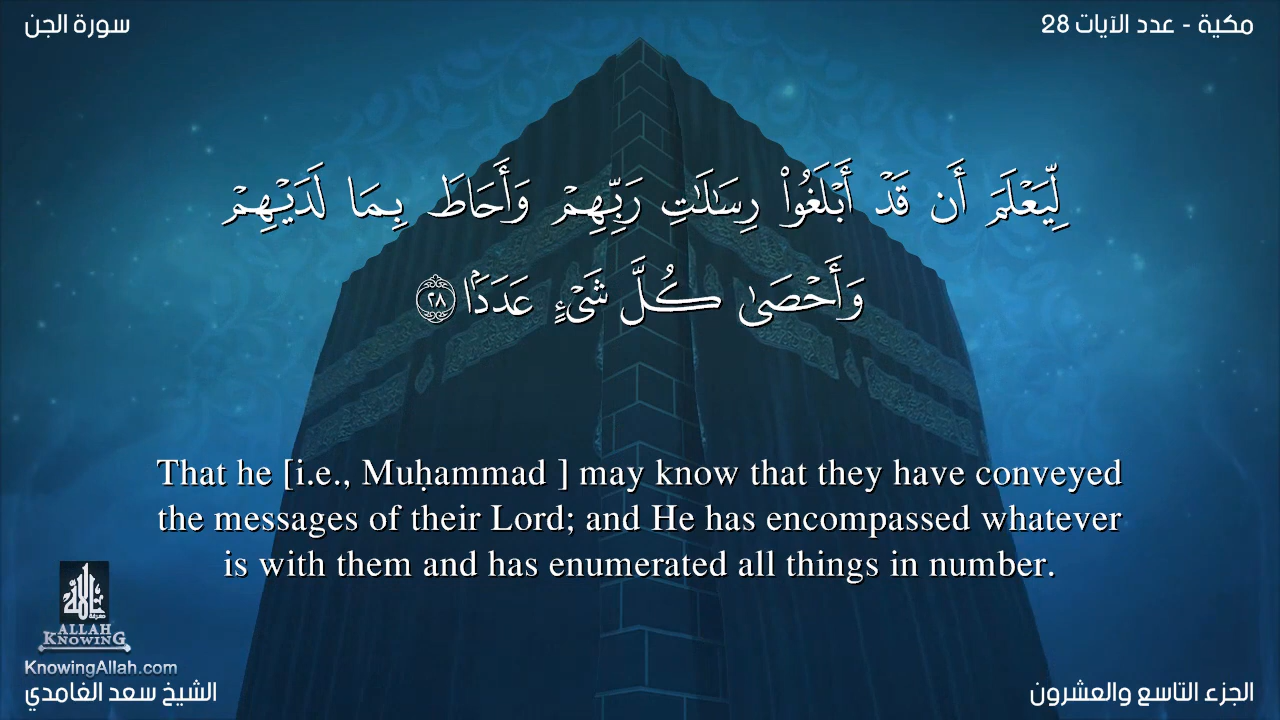 مكية - عدد الآيات 28
سورة الجن
لِّيَعْلَمَ أَن قَدْ أَبْلَغُوا۟ رِسَـٰلَـٰتِ رَبِّهِمْ وَأَحَاطَ بِمَا لَدَيْهِمْ
وَأَحْصَىٰ كُلَّ شَىْءٍ عَدَدًۢا ٢٨
That he [i.e., Muḥammad ] may know that they have conveyed
the messages of their Lord; and He has encompassed whatever
is with them and has enumerated all things in number.
معرفة الله
ALLAH
KNOWING
KnowingAllah.com
الجزء التاسع والعشرون
الشيخ سعد الغامدي